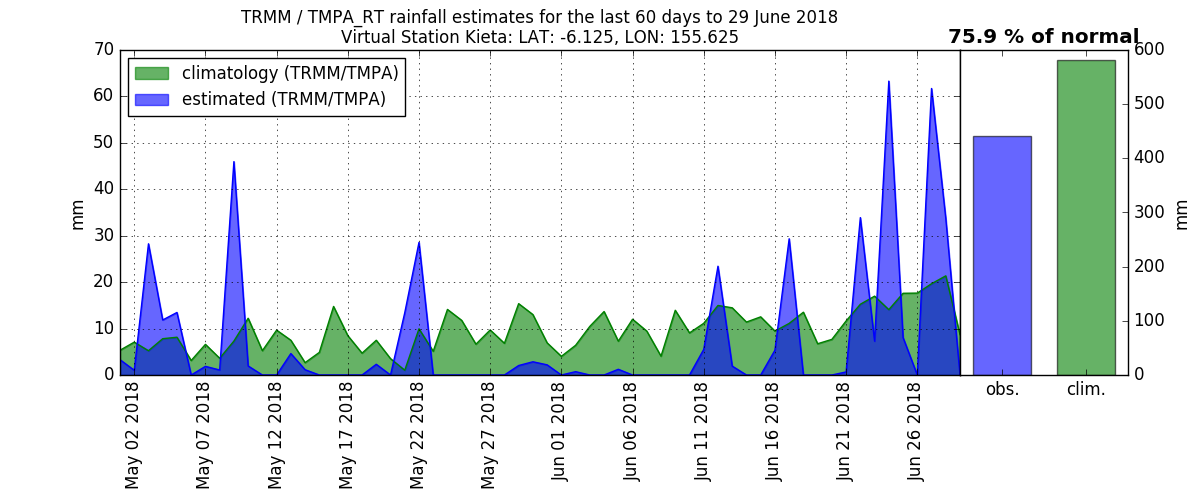 TRMM / TMPA_RT rainfall estimates for the last 60 days to 29 June 2018
Virtual Station Kieta: LAT: -6.125, LON: 155.625
75.9 % of normal
climatology (TRMM/TMPA)
estimated (TRMM/TMPA)
70
60
50
40
30
20
10
0
mm
May 02 2018
May 07 2018
May 12 2018
May 17 2018
May 22 2018
May 27 2018
Jun 01 2018
Jun 06 2018
Jun 11 2018
Jun 16 2018
Jun 21 2018
Jun 26 2018
obs.
clim.
600
500
400
300
200
100
0
mm